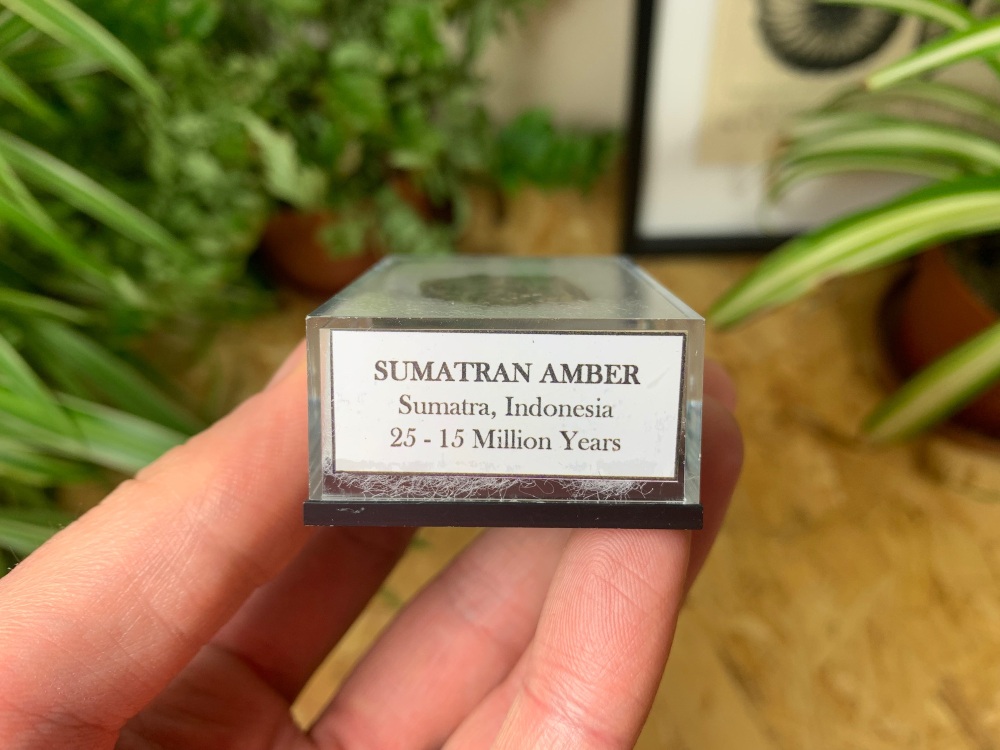 SUMATRAN AMBER
Sumatra, Indonesia
25 - 15 Million Years